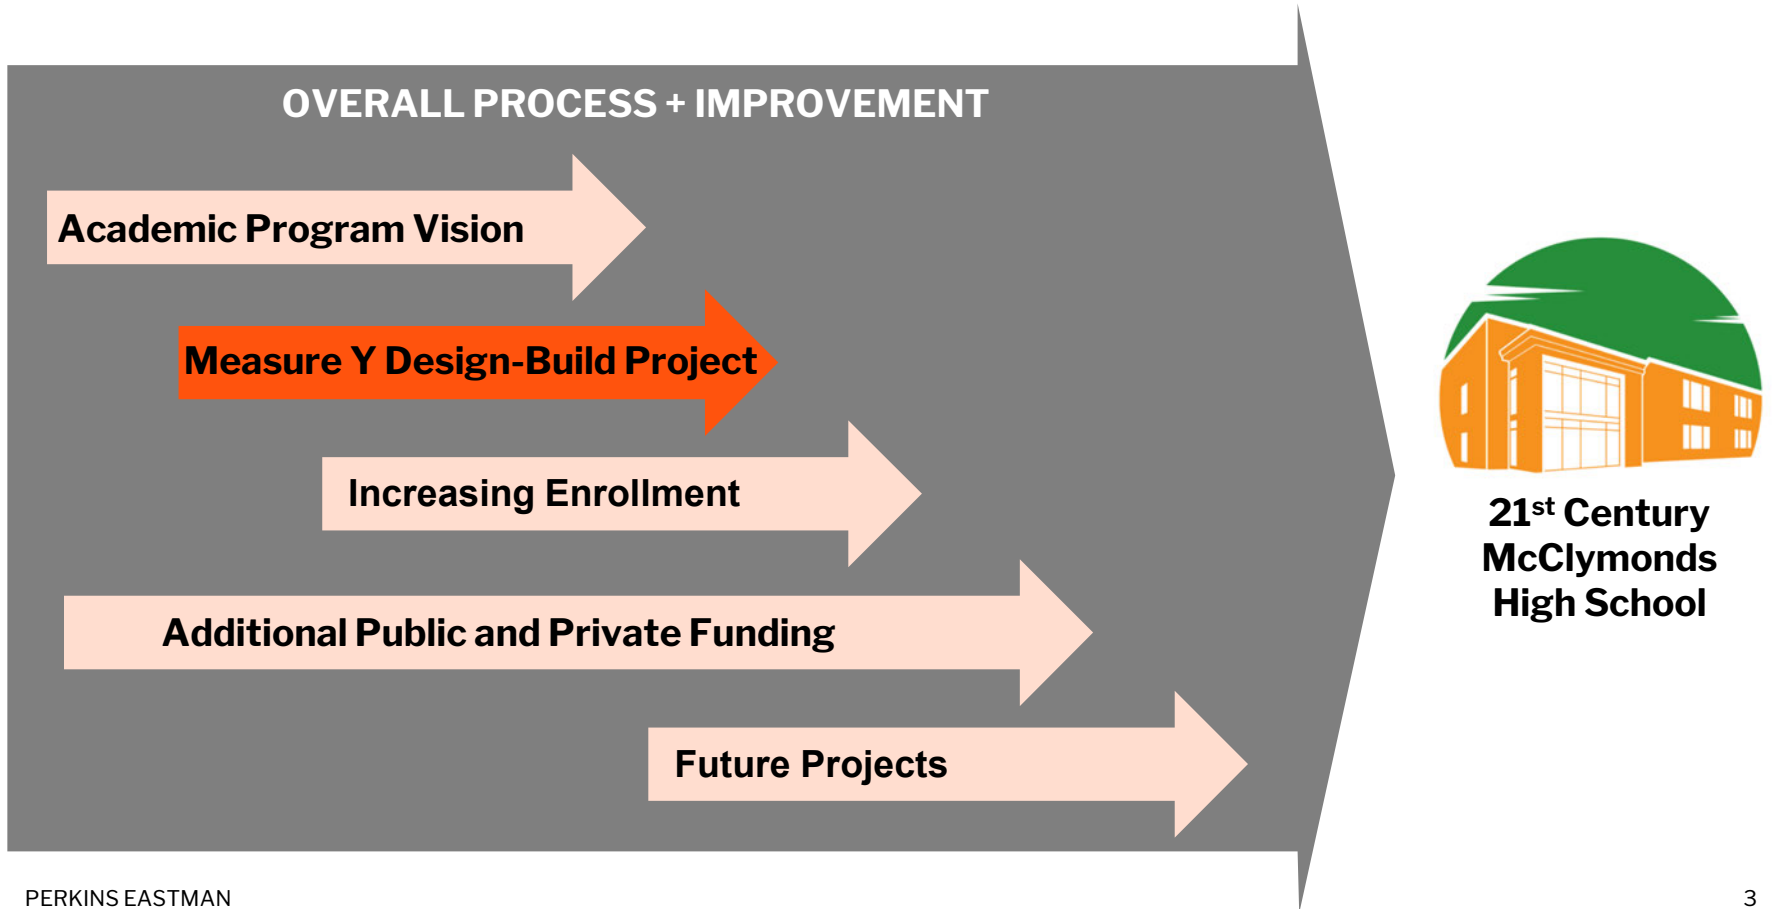 OVERALL PROCESS + IMPROVEMENT
Academic Program Vision
Measure Y Design-Build Project
Increasing Enrollment
Additional Public and Private Funding
Future Projects
21st Century
McClymonds
High School
PERKINS EASTMAN
3